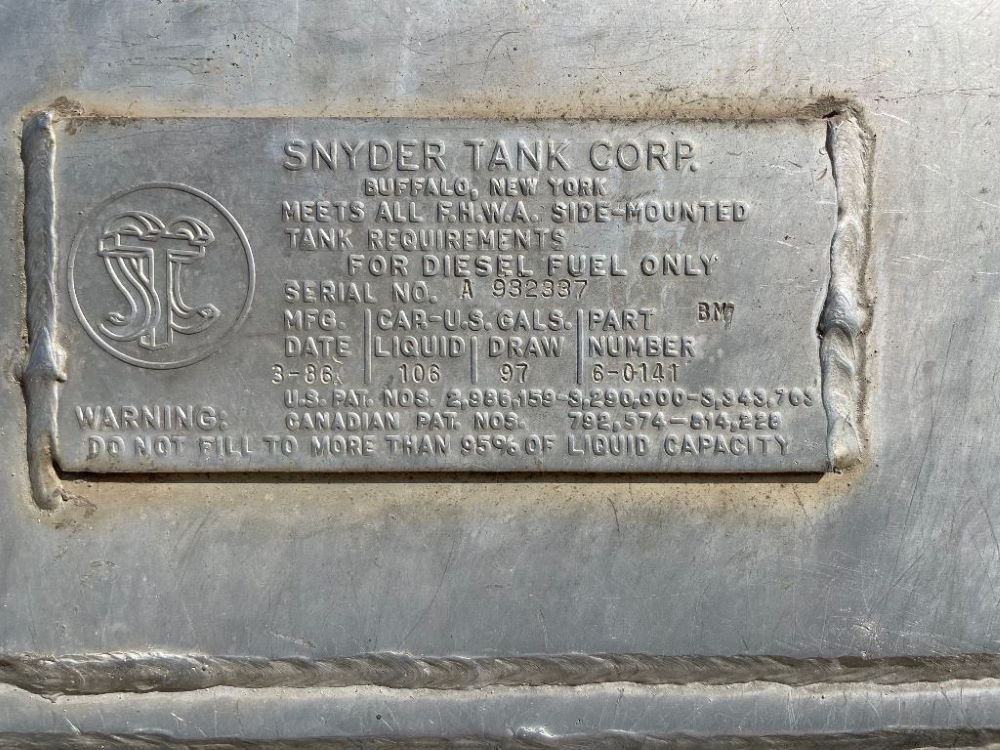 STC
SNYDER TANK CORP.
BUFFALO, NEW YORK
MEETS ALL F.H.W.A. SIDE-MOUNTED
TANK REQUIREMENTS
FOR DIESEL FUEL ONLY
SERIAL NO. A 932337
MFG. CAR-U.S. GALS. PART BM
DATE LIQUID DRAW NUMBER
3-86 106 97 6-0141
U.S. PAT. NOS. 2,986,159-3,290,000-3,343,703
WARNING: CANADIAN PAT. NOS. 792,574-814,228
DO NOT FILL TO MORE THAN 95% OF LIQUID CAPACITY